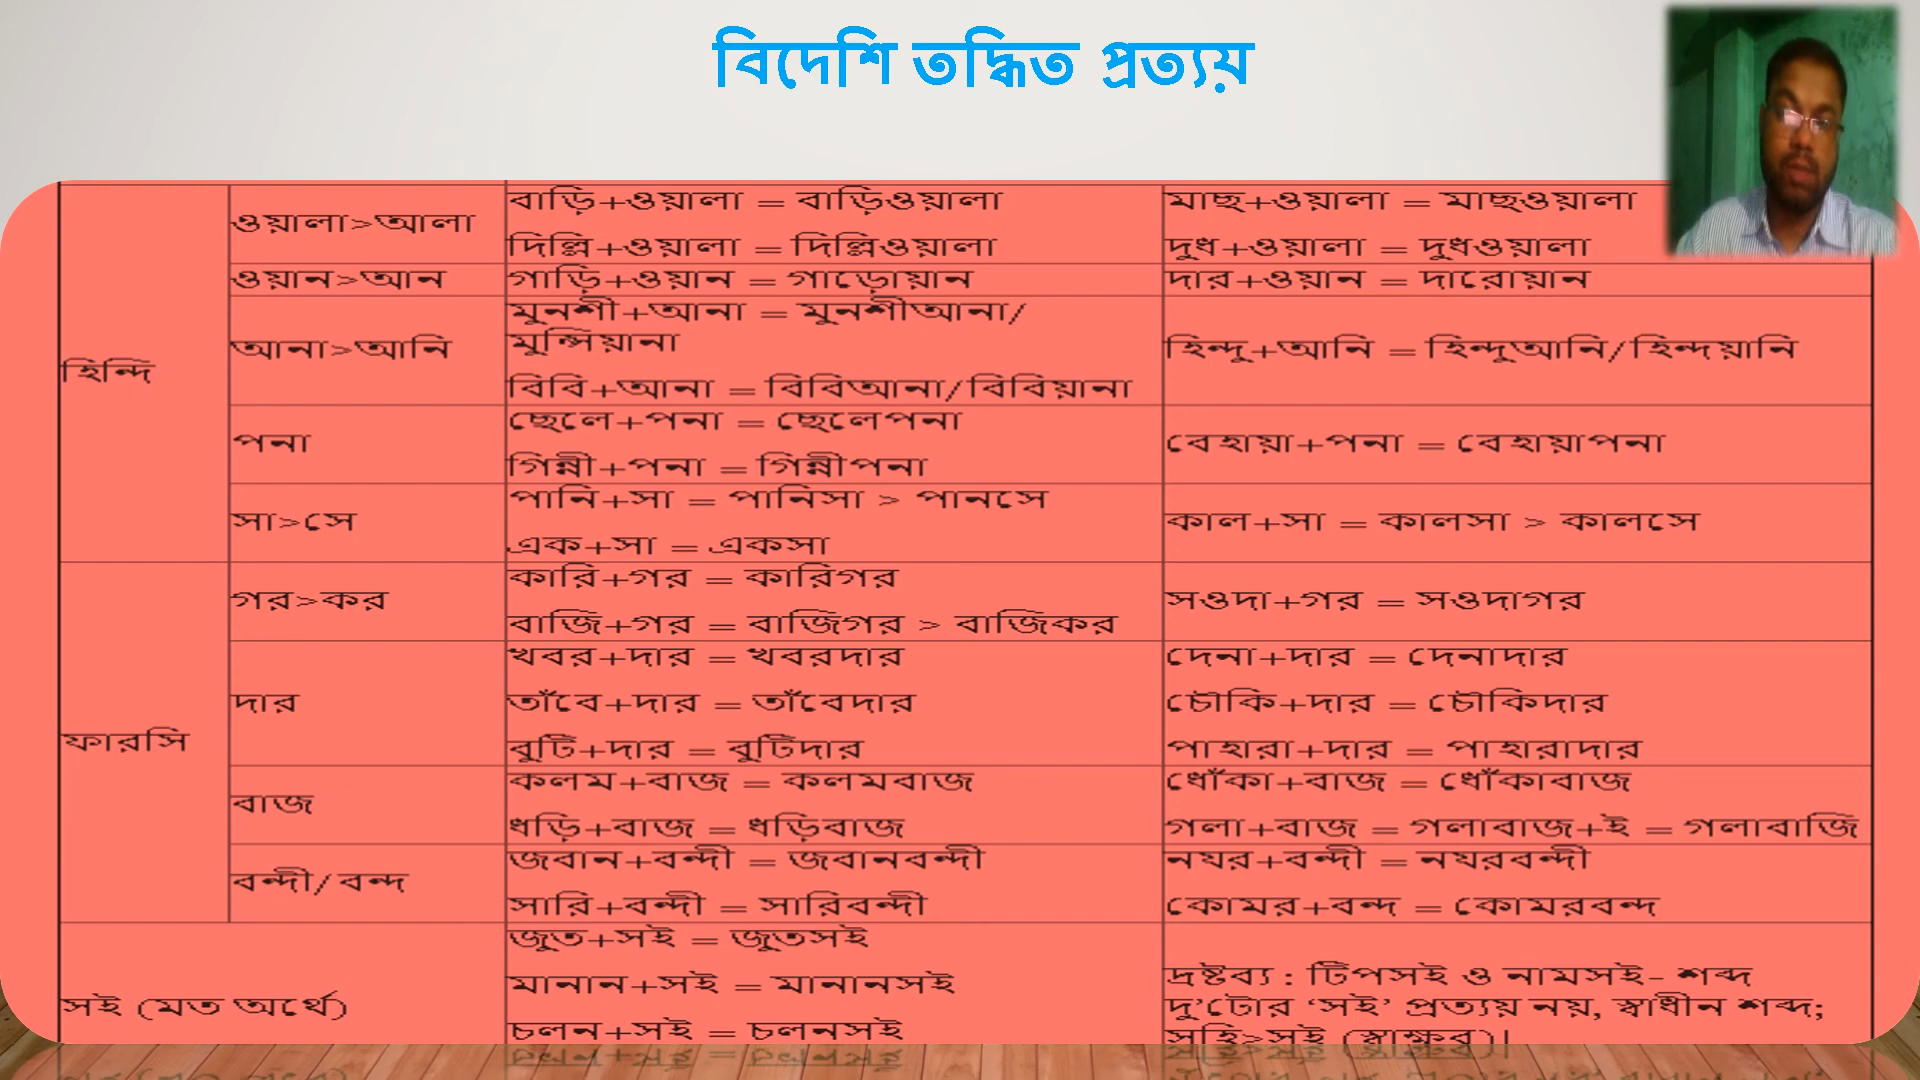 বিদেশি তদ্ধিত প্রত্যয়
হিন্দি
ওয়ালা>আলা
বাড়ি+ওয়ালা = বাড়িওয়ালা
দিল্লি+ওয়ালা = দিল্লিওয়ালা
মাছ+ওয়ালা = মাছওয়ালা
দুধ+ওয়ালা = দুধওয়ালা
ওয়ান>আন
গাড়ি+ওয়ান = গাড়োয়ান
দার+ওয়ান = দারোয়ান
আনা>আনি
মুনশী+আনা = মুনশীআনা/
মুন্সিয়ানা
বিবি+আনা = বিবিআনা/বিবিয়ানা
হিন্দু+আনি = হিন্দুআনি/হিন্দয়ানি
পনা
ছেলে+পনা = ছেলেপনা
গিন্নী+পনা = গিন্নীপনা
বেহায়া+পনা = বেহায়াপনা
সা>সে
পানি+সা = পানিসা > পানসে
এক+সা = একসা
কাল+সা = কালসা > কালসে
ফারসি
গর>কর
কারি+গর = কারিগর
বাজি+গর = বাজিগর > বাজিকর
সওদা+গর = সওদাগর
দার
খবর+দার = খবরদার
তাঁবে+দার = তাঁবেদার
বুটি+দার = বুটিদার
দেনা+দার = দেনাদার
চৌকি+দার = চৌকিদার
পাহারা+দার = পাহারাদার
বাজ
কলম+বাজ = কলমবাজ
ধড়ি+বাজ = ধড়িবাজ
ধোঁকা+বাজ = ধোঁকাবাজ
গলা+বাজ = গলাবাজ+ই = গলাবাজি
বন্দী/বন্দ
জবান+বন্দী = জবানবন্দী
সারি+বন্দী = সারিবন্দী
নযর+বন্দী = নযরবন্দী
কোমর+বন্দ = কোমরবন্দ
সই (মত অর্থে)
জুত+সই = জুতসই
মানান+সই = মানানসই
চলন+সই = চলনসই
দ্রষ্টব্য : টিপসই ও নামসই- শব্দ
দু'টোর ‘সই’ প্রত্যয় নয়, স্বাধীন শব্দ;
সহি>সই (স্বাক্ষর)।